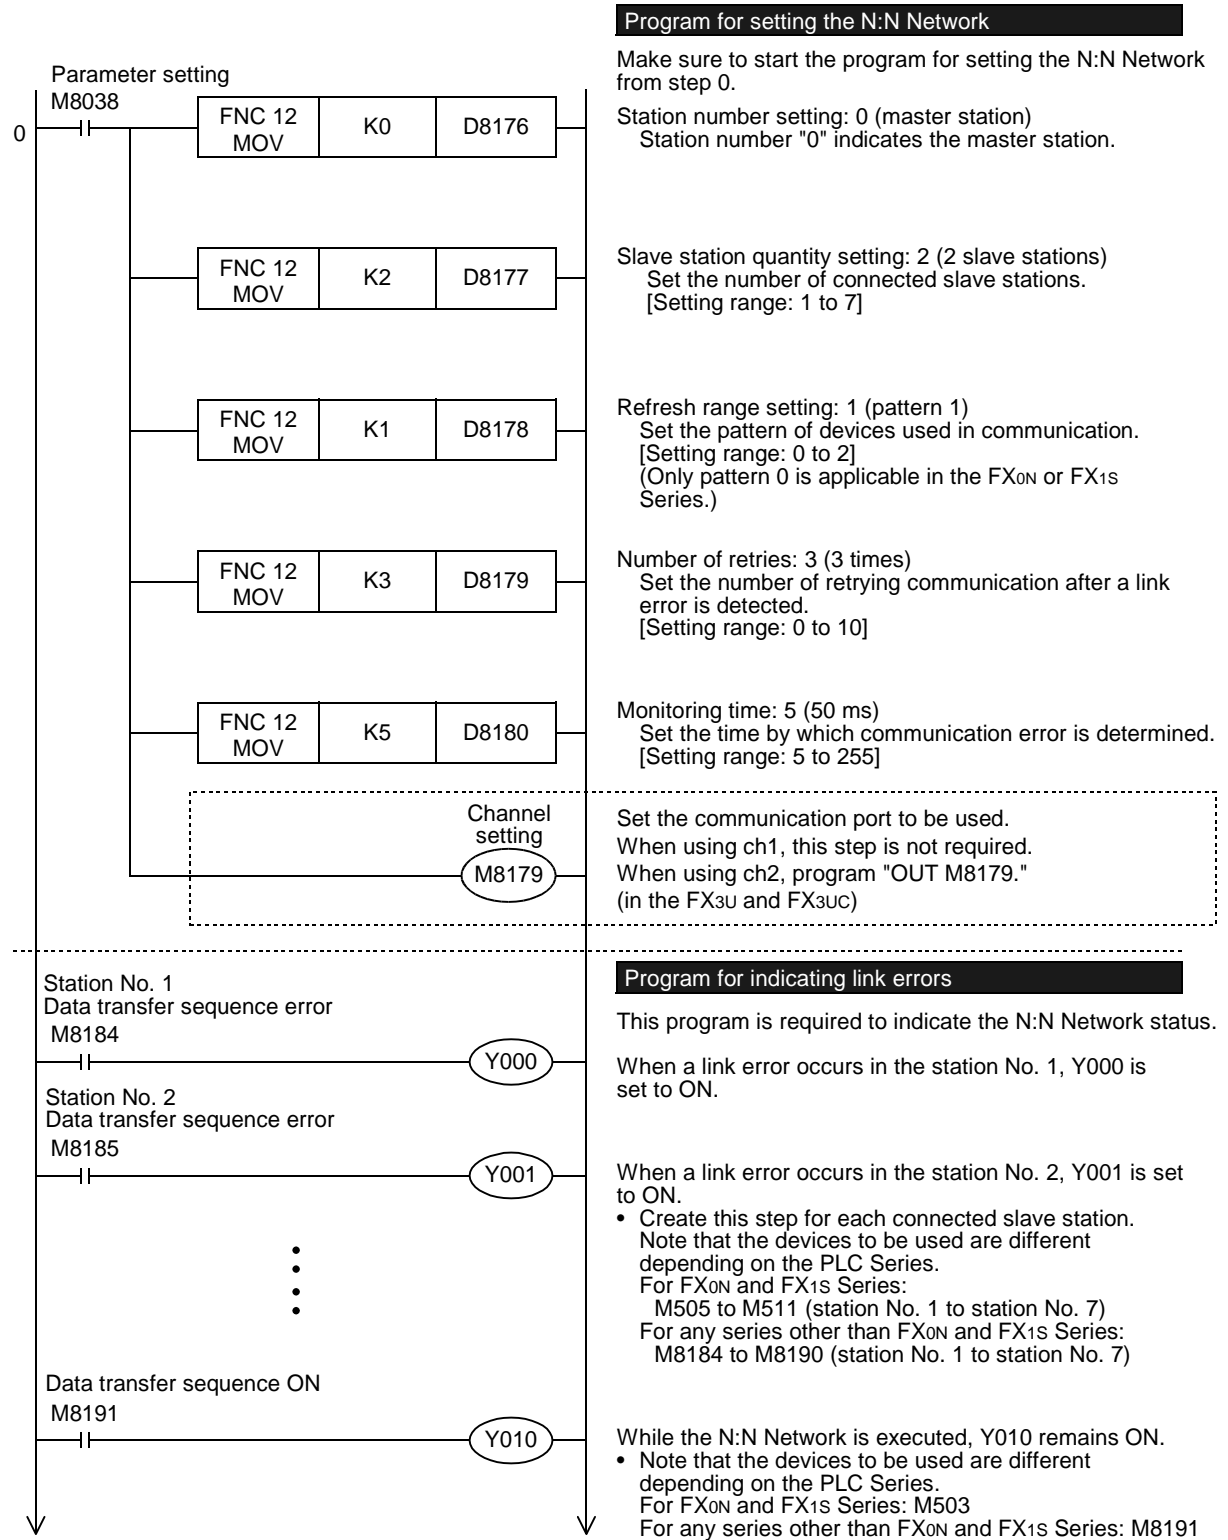 Program for setting the N:N Network
Make sure to start the program for setting the N:N Network
from step 0.
Parameter setting
M8038
0
FNC 12
MOV
K0
D8176
Station number setting: 0 (master station)
Station number "0" indicates the master station.
FNC 12
MOV
K2
D8177
Slave station quantity setting: 2 (2 slave stations)
Set the number of connected slave stations.
[Setting range: 1 to 7]
FNC 12
MOV
K1
D8178
Refresh range setting: 1 (pattern 1)
Set the pattern of devices used in communication.
[Setting range: 0 to 2]
(Only pattern 0 is applicable in the FX0N or FX1S
Series.)
FNC 12
MOV
K3
D8179
Number of retries: 3 (3 times)
Set the number of retrying communication after a link
error is detected.
[Setting range: 0 to 10]
FNC 12
MOV
K5
D8180
Monitoring time: 5 (50 ms)
Set the time by which communication error is determined.
[Setting range: 5 to 255]
Channel
setting
M8179
Set the communication port to be used.
When using ch1, this step is not required.
When using ch2, program "OUT M8179."
(in the FX3U and FX3UC)
Program for indicating link errors
This program is required to indicate the N:N Network status.
Station No. 1
Data transfer sequence error
M8184
Y000
When a link error occurs in the station No. 1, Y000 is
set to ON.
Station No. 2
Data transfer sequence error
M8185
Y001
When a link error occurs in the station No. 2, Y001 is set
to ON.
• Create this step for each connected slave station.
Note that the devices to be used are different
depending on the PLC Series.
For FX0N and FX1S Series:
M505 to M511 (station No. 1 to station No. 7)
For any series other than FX0N and FX1S Series:
M8184 to M8190 (station No. 1 to station No. 7)
Data transfer sequence ON
M8191
Y010
While the N:N Network is executed, Y010 remains ON.
• Note that the devices to be used are different
depending on the PLC Series.
For FX0N and FX1S Series: M503
For any series other than FX0N and FX1S Series: M8191